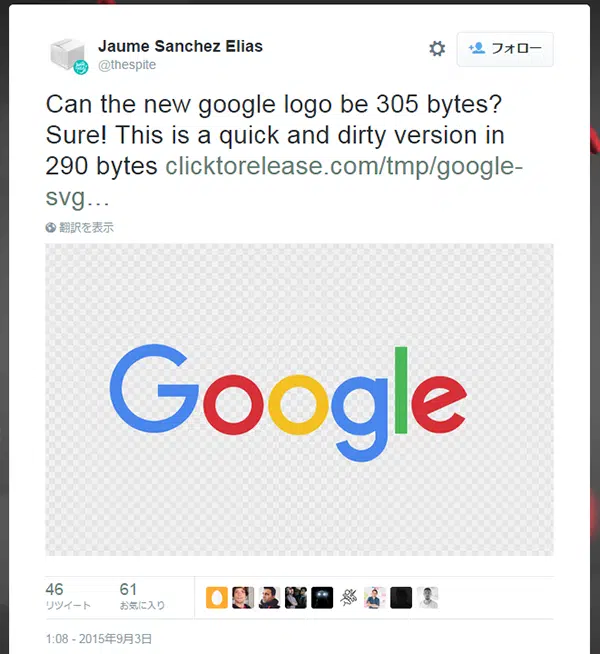 Jaume Sanchez Elias
@thespite
フォロー
Can the new google logo be 305 bytes?
Sure! This is a quick and dirty version in
290 bytes clicktorelease.com/tmp/google-
svg…
翻訳を表示
Google
46 61
リツイート お気に入り
1:08 - 2015年9月3日